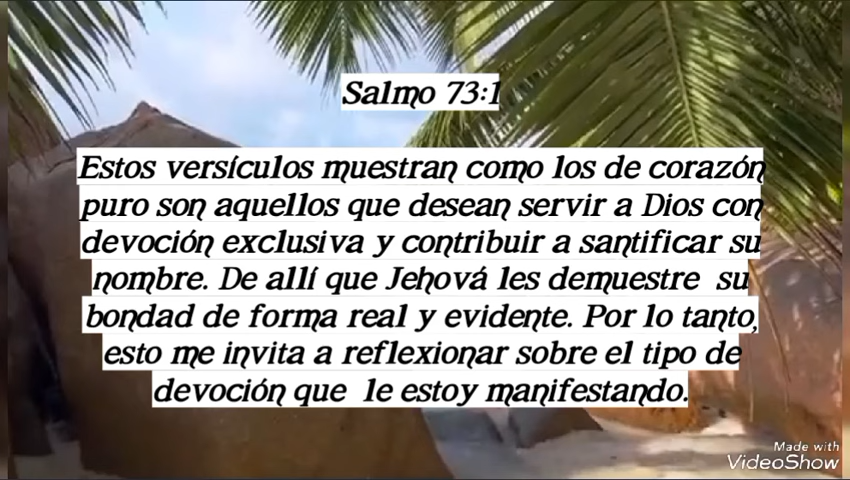 Salmo 73:1
Estos versículos muestran como los de corazón
puro son aquellos que desean servir a Dios con
devoción exclusiva y contribuir a santificar su
nombre. De allí que Jehová les demuestre su
bondad de forma real y evidente. Por lo tanto,
esto me invita a reflexionar sobre el tipo de
devoción que le estoy manifestando.
Made with
VideoShow